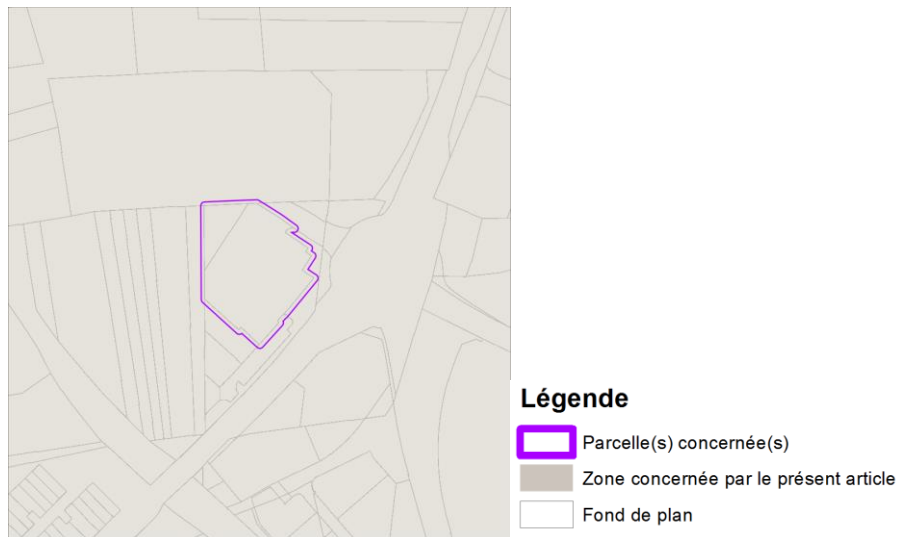 Légende
Parcelle(s) concernée(s)
Zone concernée par le présent article
Fond de plan